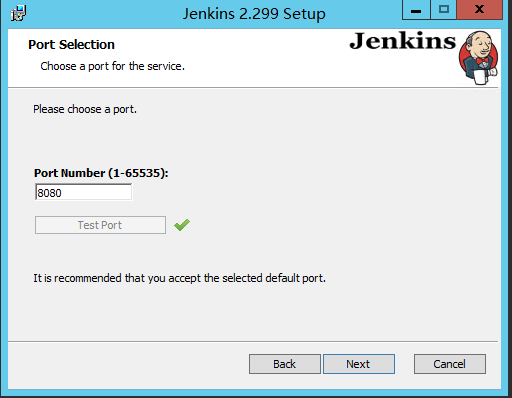 Jenkins 2.299 Setup
x
Port Selection
Choose a port for the service.
Jenkins
Please choose a port.
Port Number (1-65535):
8080
Test Port
It is recommended that you accept the selected default port.
Back
Next
Cancel